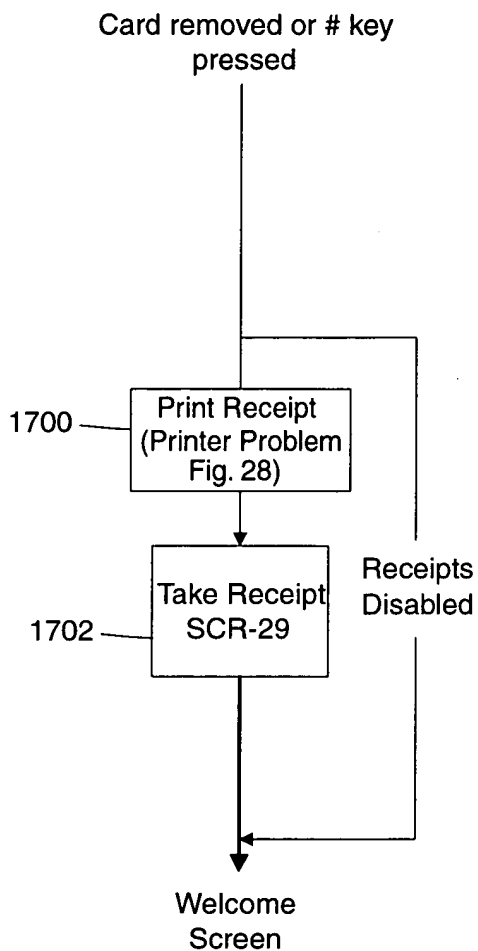 Card removed or # key
pressed
1700
Print Receipt
(Printer Problem
Fig. 28)
1702
Take Receipt
SCR-29
Receipts
Disabled
Welcome
Screen